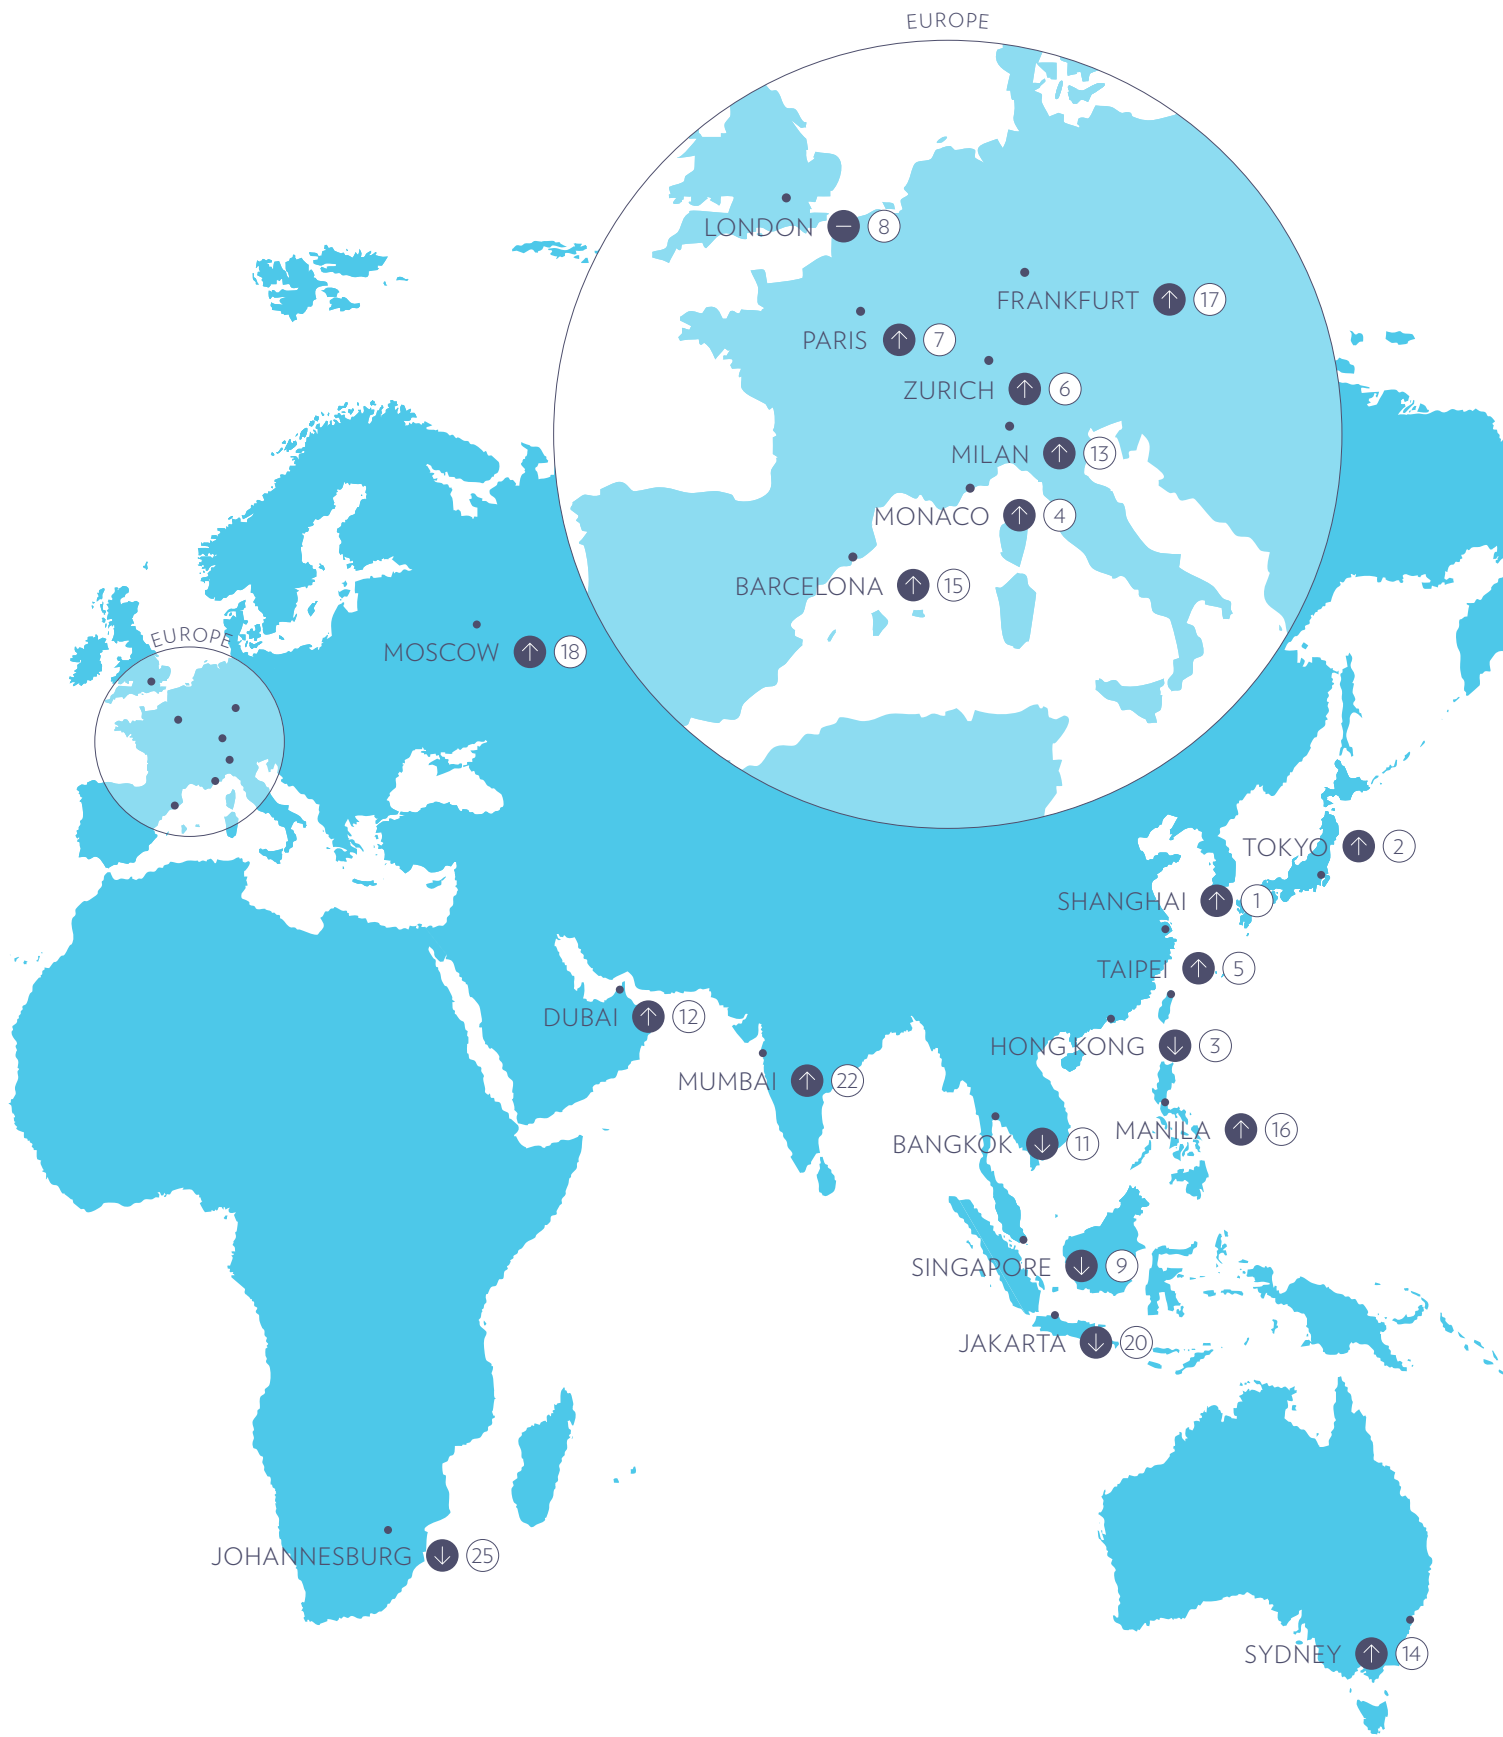 EUROPE
LONDON 8
FRANKFURT ↑ 17
PARIS ↑ 7
ZURICH ↑ 6
MILAN ↑ 13
MONACO ↑ 4
BARCELONA ↑ 15
EUROPE
MOSCOW ↑ 18
TOKYO ↑ 2
SHANGHAI ↑ 1
TAIPEI ↑ 5
DUBAI ↑ 12
HONG KONG ↓ 3
MUMBAI ↑ 22
MANILA ↑ 16
BANGKOK ↓ 11
SINGAPORE ↓ 9
JAKARTA ↓ 20
JOHANNESBURG ↓ 25
SYDNEY ↑ 14